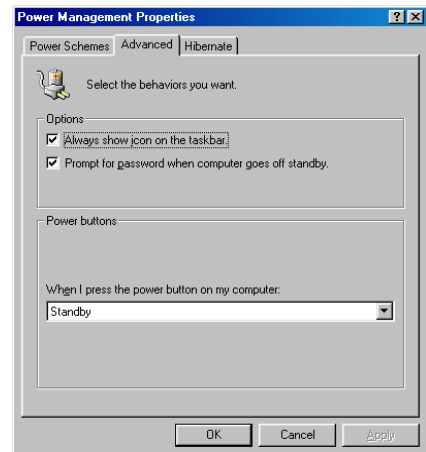 Power Management Properties
Power Schemes Advanced Hibernate
Select the behaviors you want.
Options
Always show icon on the taskbar.
Prompt for password when computer goes off standby.
Power buttons
When I press the power button on my computer:
Standby
OK Cancel Apply